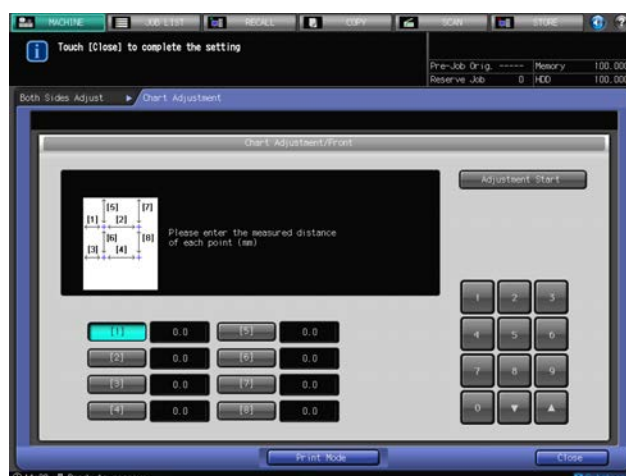 MACHINE JOB LIST RECALL COPY SCAN STORE
Touch [Close] to complete the setting
Pre-Job Orig. ----- Memory 100.000
Reserve Job 0 HDD 100.000
Both Sides Adjust ▶ Chart Adjustment
Chart Adjustment/Front
Adjustment Start
[5] [7]
[1] [2]
[6] [8]
[3] [4]
Please enter the measured distance
of each point (mm)
1 2 3
[1] 0.0 [5] 0.0
4 5 6
[2] 0.0 [6] 0.0
[3] 0.0 [7] 0.0
7 8 9
[4] 0.0 [8] 0.0
0 ▼ ▲
Print Mode Close